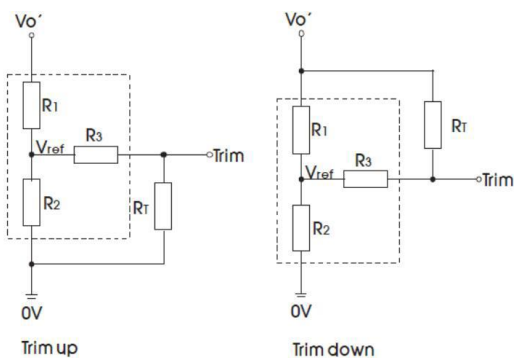 Vo´
R1
Vref
R3
Trim
R2
RT
0V
Trim up
Vo´
R1
RT
Vref
R3
Trim
R2
0V
Trim down